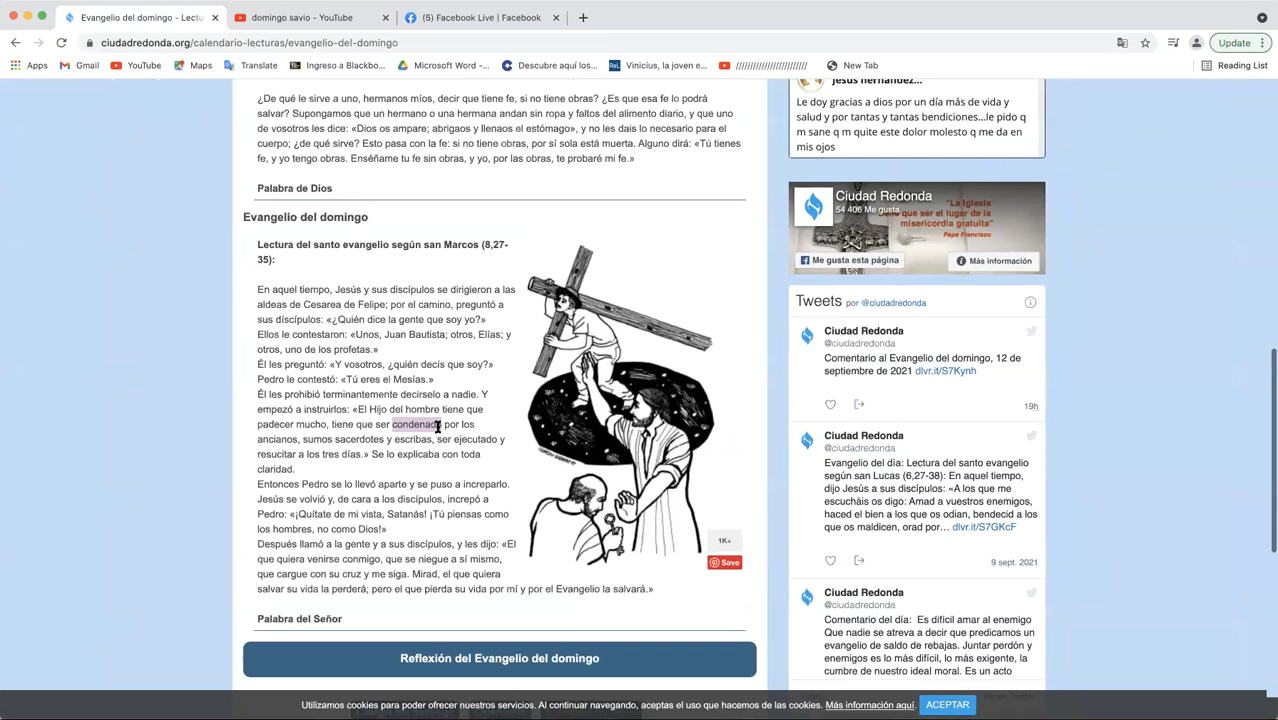 Evangelio del domingo - Lectu
domingo savio - YouTube
(5) Facebook Live | Facebook
ciudadredonda.org/calendario-lecturas/evangelio-del-domingo
Update
Apps
Gmail
YouTube
Maps
Translate
Ingreso a Blackbo...
Microsoft Word -...
Descubre aquí los...
Vinicius, la joven e...
////////////////////////
New Tab
Reading List
¿De qué le sirve a uno, hermanos míos, decir que tiene fe, si no tiene obras? ¿Es que esa fe lo podrá
salvar? Supongamos que un hermano o una hermana andan sin ropa y faltos del alimento diario, y que uno
de vosotros les dice: «Dios os ampare; abrigaos y llenaos el estómago», y no les dais lo necesario para el
cuerpo; ¿de qué sirve? Esto pasa con la fe: si no tiene obras, por sí sola está muerta. Alguno dirá: «Tú tienes
fe, y yo tengo obras. Enséñame tu fe sin obras, y yo, por las obras, te probaré mi fe.»
Palabra de Dios
Evangelio del domingo
Lectura del santo evangelio según san Marcos (8,27-
35):
En aquel tiempo, Jesús y sus discípulos se dirigieron a las
aldeas de Cesarea de Felipe; por el camino, preguntó a
sus díscípulos: «¿Quién dice la gente que soy yo?»
Ellos le contestaron: «Unos, Juan Bautista; otros, Elías; y
otros, uno de los profetas.»
Él les preguntó: «Y vosotros, ¿quién decís que soy?»
Pedro le contestó: «Tú eres el Mesías.»
Él les prohibió terminantemente decírselo a nadie. Y
empezó a instruirlos: «El Hijo del hombre tiene que
padecer mucho, tiene que ser condenado por los
ancianos, sumos sacerdotes y escribas, ser ejecutado y
resucitar a los tres días.» Se lo explicaba con toda
claridad.
Entonces Pedro se lo llevó aparte y se puso a increparlo.
Jesús se volvió y, de cara a los discípulos, increpó a
Pedro: «¡Quítate de mi vista, Satanás! ¡Tú piensas como
los hombres, no como Dios!»
Después llamó a la gente y a sus discípulos, y les dijo: «El
que quiera venirse conmigo, que se niegue a sí mismo,
que cargue con su cruz y me siga. Mirad, el que quiera
salvar su vida la perderá; pero el que pierda su vida por mí y por el Evangelio la salvará.»
1K+
Save
Palabra del Señor
Reflexión del Evangelio del domingo
jesus hernandez...
Le doy gracias a dios por un día más de vida y
salud y por tantas y tantas bendiciones...le pido q
m sane q m quite este dolor molesto q me da en
mis ojos
Ciudad Redonda
54 406 Me gusta
"La Iglesia
tiene que ser el lugar de la
misericordia gratuita"
Papa Francisco
Me gusta esta página
Más información
Tweets por @ciudadredonda
Ciudad Redonda
@ciudadredonda
Comentario al Evangelio del domingo, 12 de
septiembre de 2021 dlvr.it/S7Kynh
19h
Ciudad Redonda
@ciudadredonda
Evangelio del día: Lectura del santo evangelio
según san Lucas (6,27-38): En aquel tiempo,
dijo Jesús a sus discípulos: «A los que me
escucháis os digo: Amad a vuestros enemigos,
haced el bien a los que os odian, bendecid a los
que os maldicen, orad por... dlvr.it/S7GKcF
9 sept. 2021
Ciudad Redonda
@ciudadredonda
Comentario del día: Es difícil amar al enemigo
Que nadie se atreva a decir que predicamos un
evangelio de saldo de rebajas. Juntar perdón y
enemigos es lo más difícil, lo más exigente, la
cumbre de nuestro ideal moral. Es un acto
Utilizamos cookies para poder ofrecer nuestros servicios. Al continuar navegando, aceptas el uso que hacemos de las cookies. Más información aquí.
ACEPTAR